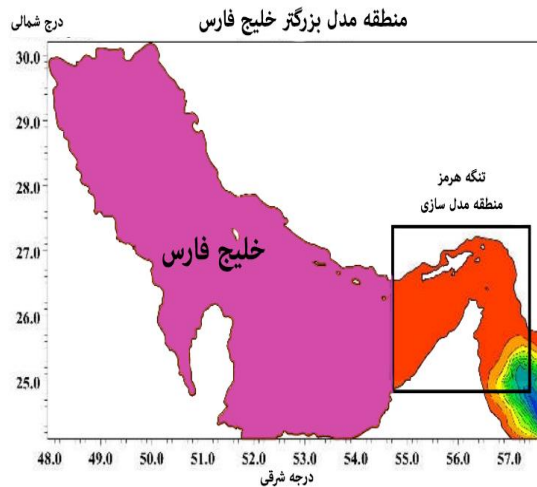 منطقه مدل بزرگتر خلیج فارس
درج شمالی
30.0
29.0
28.0
تنگه هرمز
منطقه مدل سازی
27.0
خلیج فارس
26.0
25.0
48.0 49.0 50.0 51.0 52.0 53.0 54.0 55.0 56.0 57.0
درجه شرقی